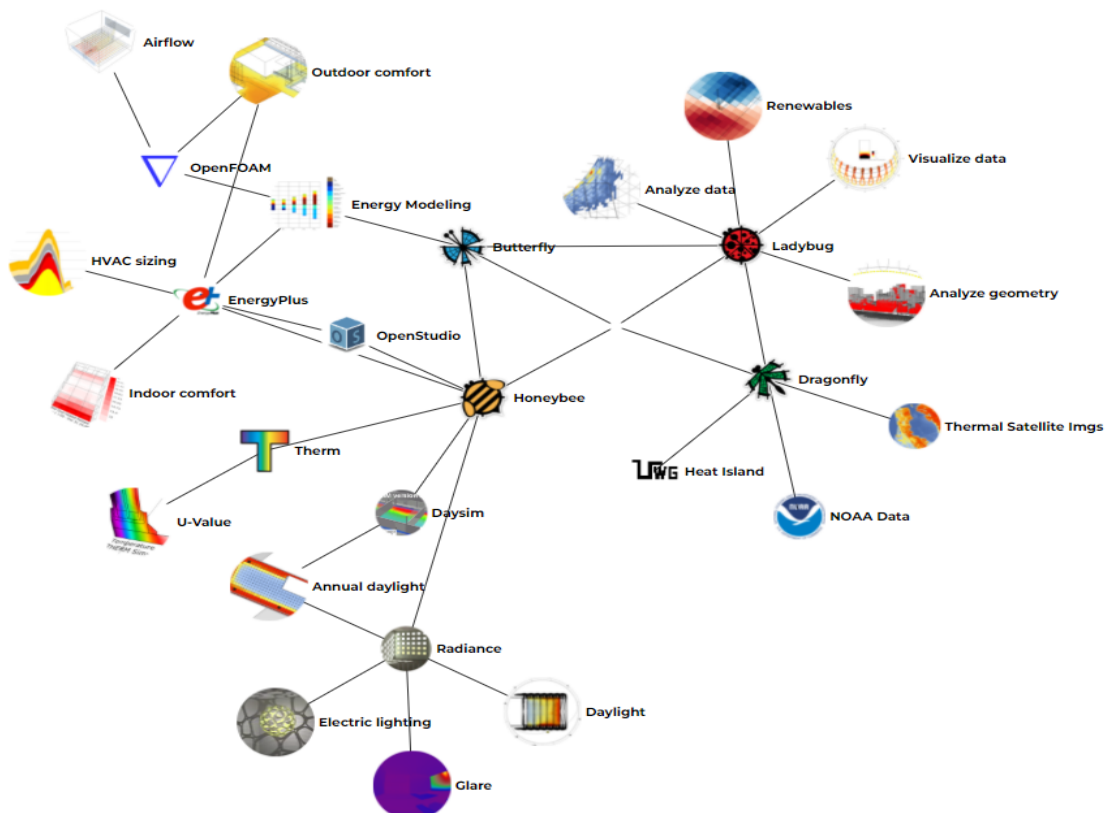 Airflow
Outdoor comfort
Renewables
OpenFOAM
Visualize data
Analyze data
Energy Modeling
Butterfly
Ladybug
HVAC sizing
EnergyPlus
Analyze geometry
OpenStudio
Indoor comfort
Honeybee
Dragonfly
Thermal Satellite Imgs
Therm
UWG
Heat Island
U-Value
Daysim
NOAA Data
Annual daylight
Radiance
Electric lighting
Daylight
Glare